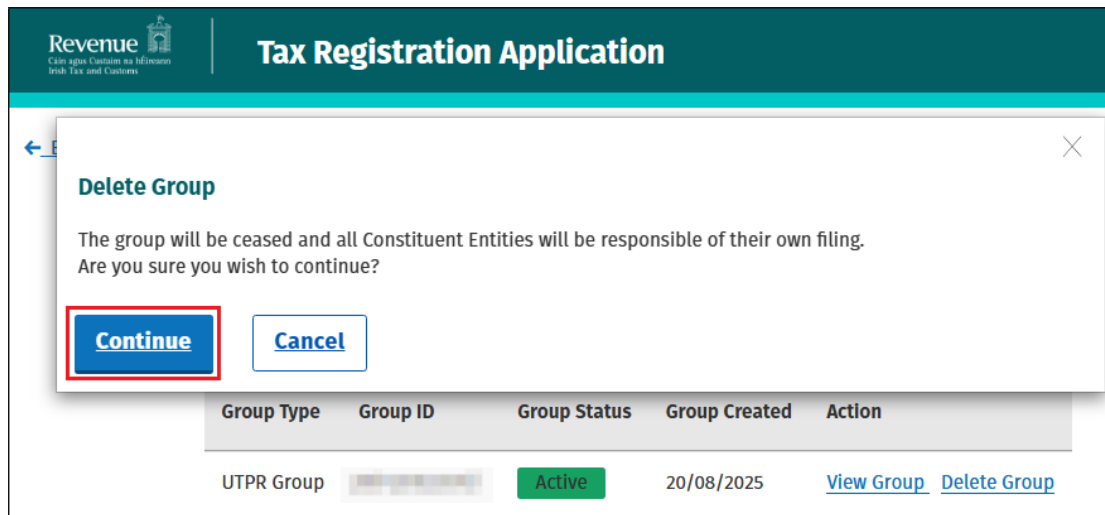 Revenue
Cáin agus Custaim na hÉireann
Irish Tax and Customs
Tax Registration Application
Delete Group
The group will be ceased and all Constituent Entities will be responsible of their own filing.
Are you sure you wish to continue?
Continue Cancel
Group Type Group ID Group Status Group Created Action
UTPR Group Active 20/08/2025 View Group Delete Group